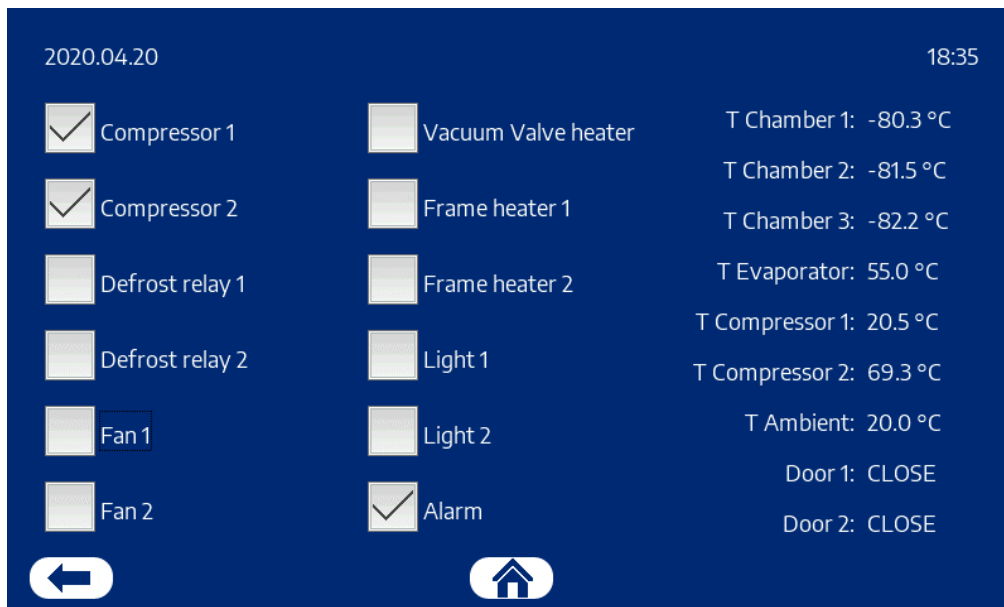 2020.04.20
18:35
Compressor 1
Compressor 2
Defrost relay 1
Defrost relay 2
Fan 1
Fan 2
Vacuum Valve heater
Frame heater 1
Frame heater 2
Light 1
Light 2
Alarm
T Chamber 1: -80.3 °C
T Chamber 2: -81.5 °C
T Chamber 3: -82.2 °C
T Evaporator: 55.0 °C
T Compressor 1: 20.5 °C
T Compressor 2: 69.3 °C
T Ambient: 20.0 °C
Door 1: CLOSE
Door 2: CLOSE